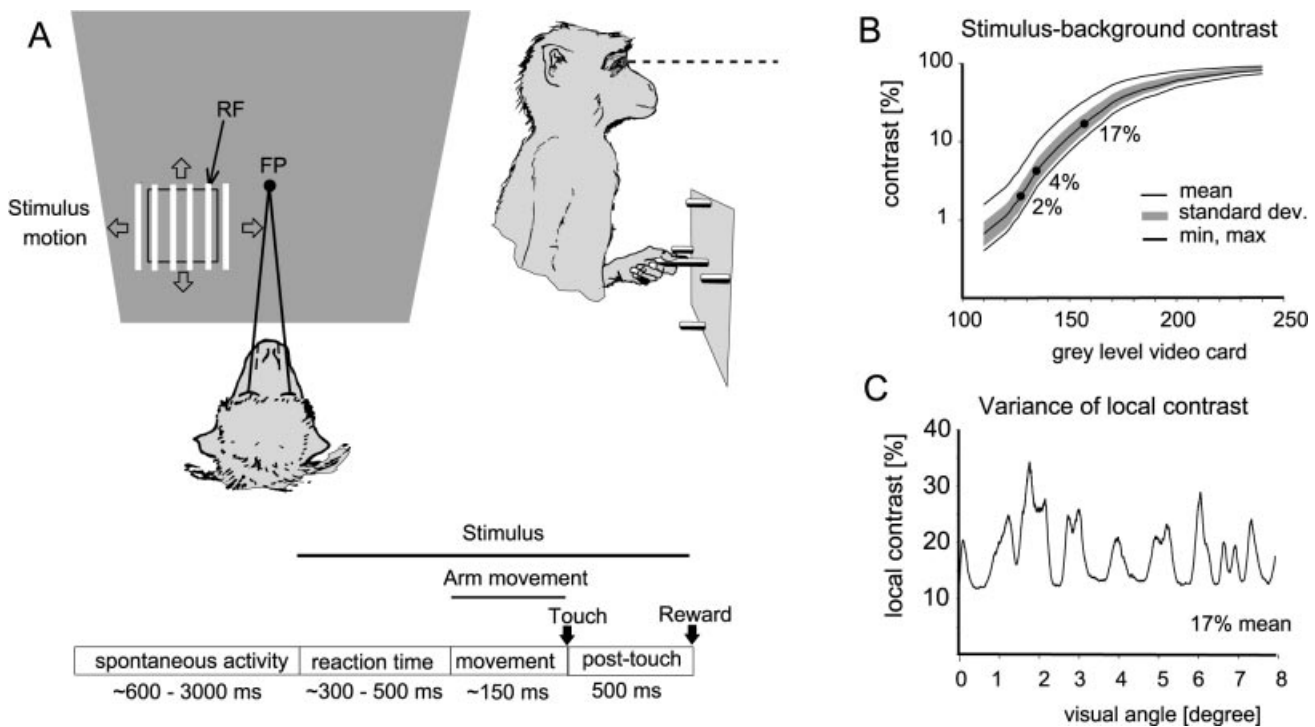 A
RF
FP
Stimulus
motion
Stimulus
Arm movement
Touch
Reward
spontaneous activity
reaction time
movement
post-touch
~600 - 3000 ms
~300 - 500 ms
~150 ms
500 ms
B
Stimulus-background contrast
contrast [%]
100
10
1
17%
4%
2%
mean
standard dev.
min, max
100
150
200
250
grey level video card
C
Variance of local contrast
local contrast [%]
40
30
20
10
17% mean
0 1 2 3 4 5 6 7 8
visual angle [degree]